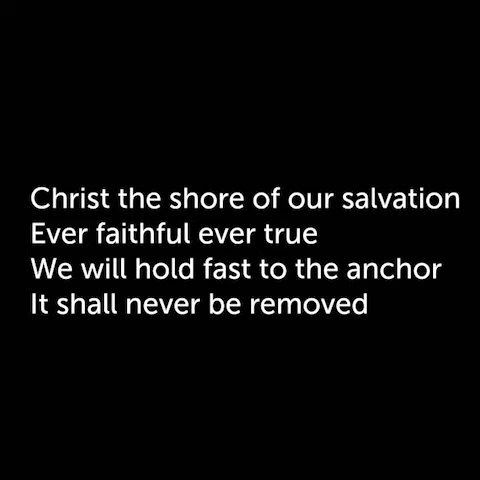 Christ the shore of our salvation
Ever faithful ever true
We will hold fast to the anchor
It shall never be removed